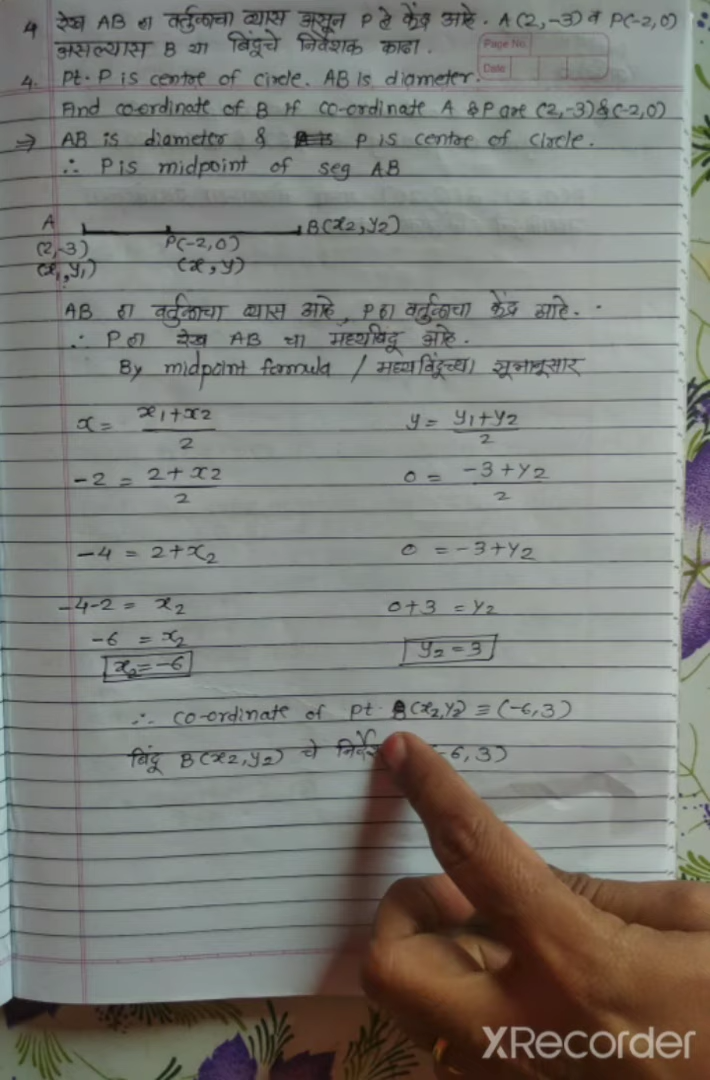 4 रेख AB हा वर्तुळाचा व्यास असून P हे केंद्र आहे. A(2,-3) व P(-2,0)
असल्यास B या बिंदूचे निर्देशक काढा.
Page No.
Date
4. Pt. P is centre of circle. AB is diameter.
Find co-ordinate of B if co-ordinate A & P are (2,-3) & (-2,0)
⇒ AB is diameter & P is centre of circle.
∴ P is midpoint of seg AB
A B(x2,y2)
(2,-3) P(-2,0)
(x1,y1) (x,y)
AB हा वर्तुळाचा व्यास आहे, P हा वर्तुळाचा केंद्र आहे.
∴ P हा रेख AB चा मध्यबिंदू आहे.
By midpoint formula / मध्यबिंदूच्या सूत्रानुसार
x = x1+x2 / 2 y = y1+y2 / 2
-2 = 2+x2 / 2 0 = -3+y2 / 2
-4 = 2+x2 0 = -3+y2
-4-2 = x2 0+3 = y2
-6 = x2 y2 = 3
x2 = -6
∴ co-ordinate of pt. B(x2,y2) ≡ (-6,3)
बिंदू B(x2,y2) चे -6,3)
XRecorder